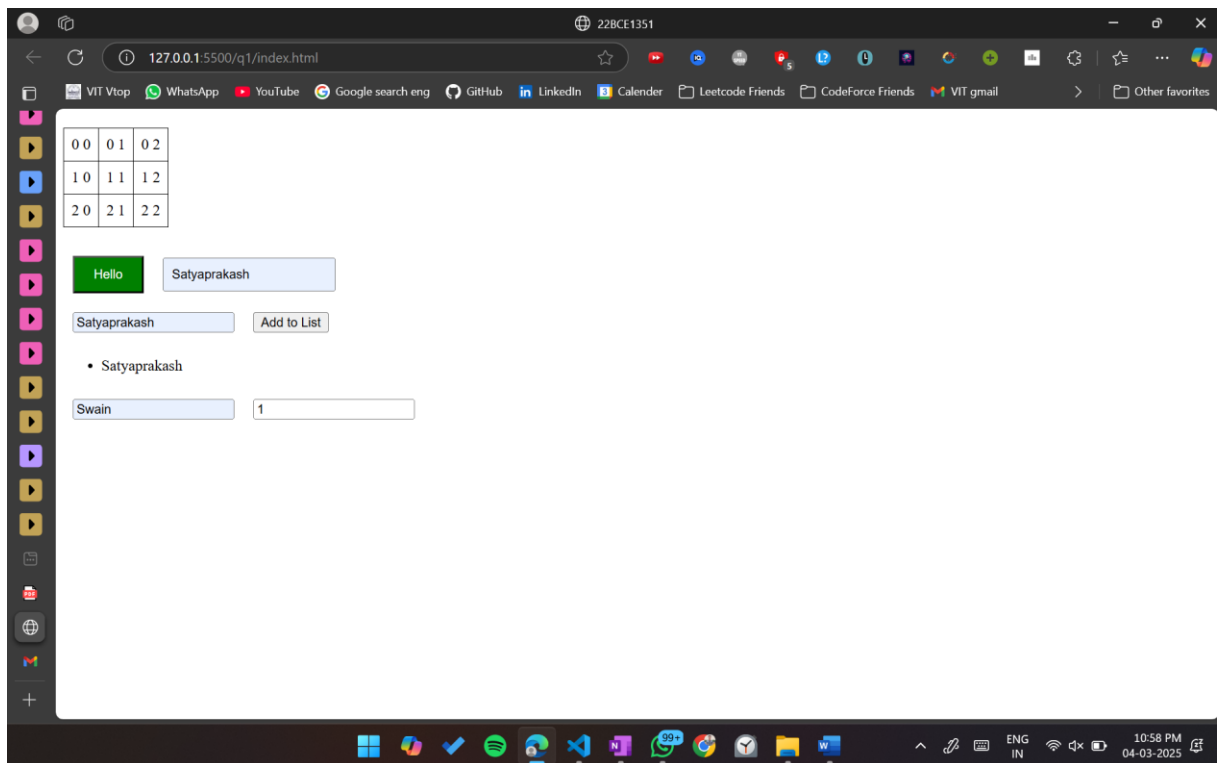 22BCE1351
127.0.0.1:5500/q1/index.html
5
VIT Vtop WhatsApp YouTube Google search eng GitHub LinkedIn Calender Leetcode Friends CodeForce Friends VIT gmail Other favorites
0 0 0 1 0 2
1 0 1 1 1 2
2 0 2 1 2 2
Hello Satyaprakash
Satyaprakash Add to List
• Satyaprakash
Swain 1
99+
ENG
IN
10:58 PM
04-03-2025